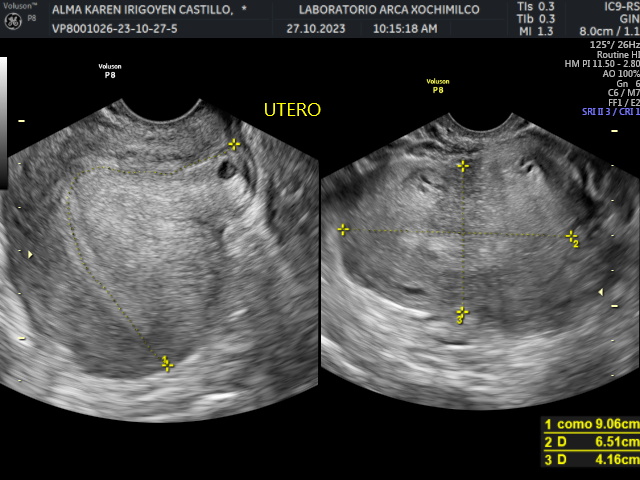 Voluson™
P8
ALMA KAREN IRIGOYEN CASTILLO, *
VP8001026-23-10-27-5
LABORATORIO ARCA XOCHIMILCO
27.10.2023 10:15:18 AM
TIs 0.3
Tib 0.3
MI 1.3
IC9-RS
GIN
8.0cm / 1.1
125°/ 26Hz
Routine HI
HM PI 11.50 - 2.80
AO 100%
Gn 6
C6 / M7
FF1 / E2
SRI II 3 / CRI 1
Voluson
P8
Voluson
P8
UTERO
1
2
3
1 como 9.06cm
2 D 6.51cm
3 D 4.16cm